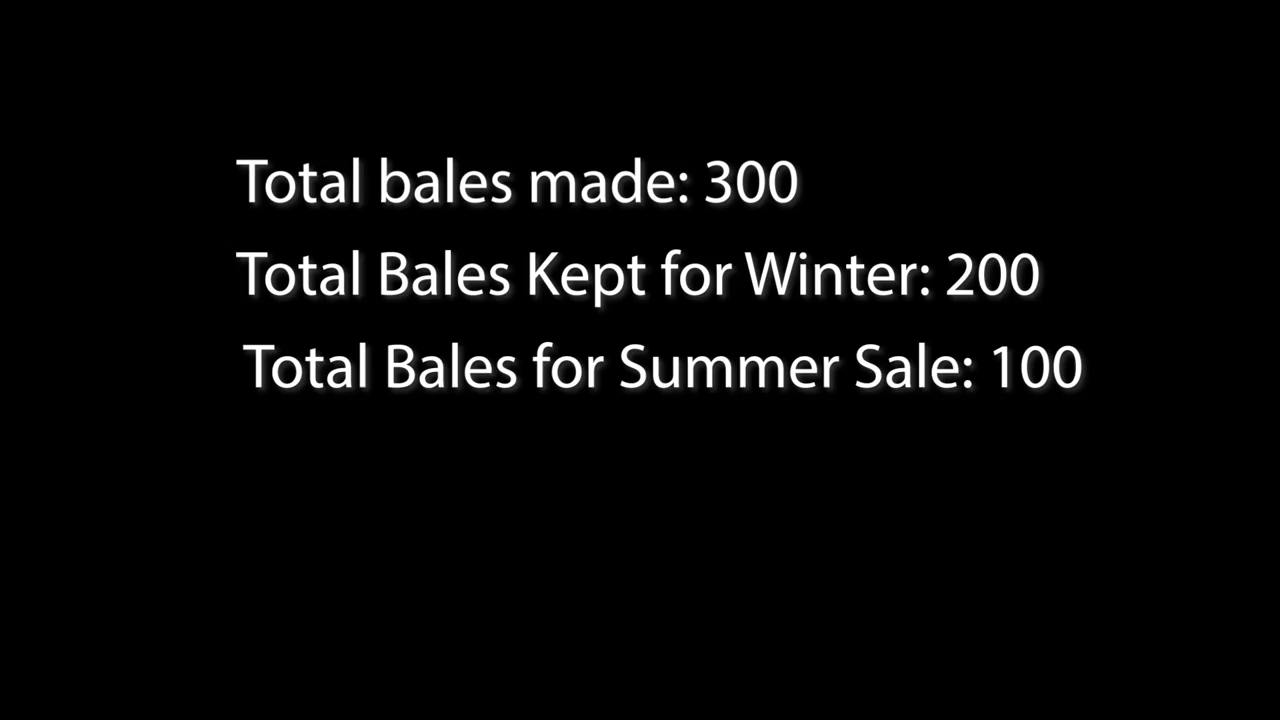 Total bales made: 300
Total Bales Kept for Winter: 200
Total Bales for Summer Sale: 100